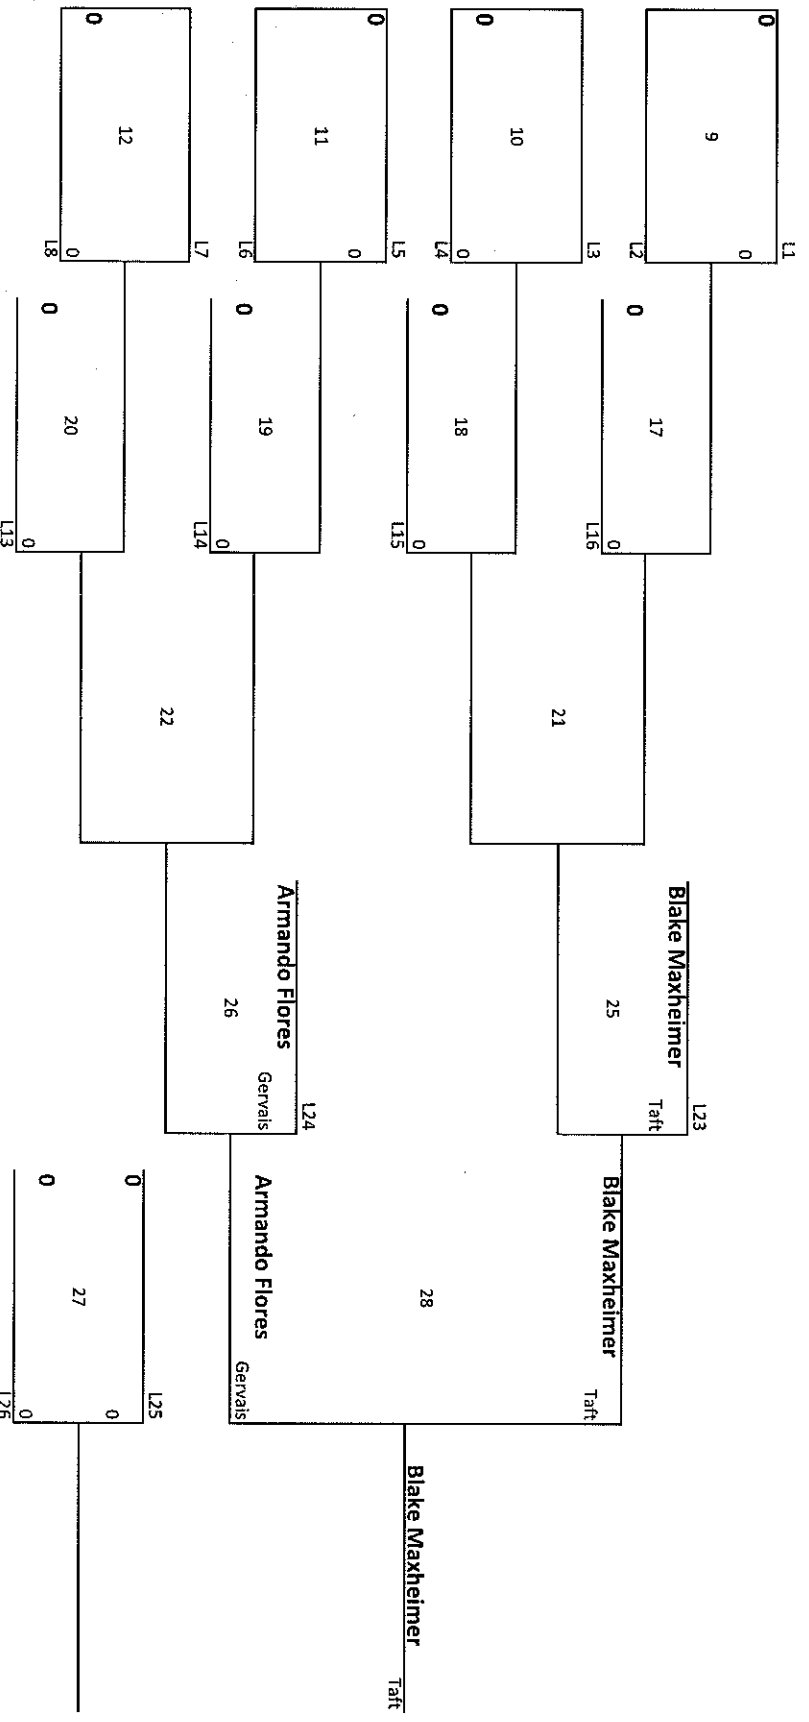 L1
0
0
9
L2
L3
10
0
0
L4
L5
0
0
11
L6
L7
12
0
0
L8
17
0
0
L16
18
0
0
L15
19
0
0
L14
20
0
0
L13
21
22
L23
Blake Maxheimer
Taft
25
L24
Armando Flores
Gervais
26
Blake Maxheimer
Taft
28
Armando Flores
Gervais
L25
0
0
27
0
0
L26
Blake Maxheimer
Taft